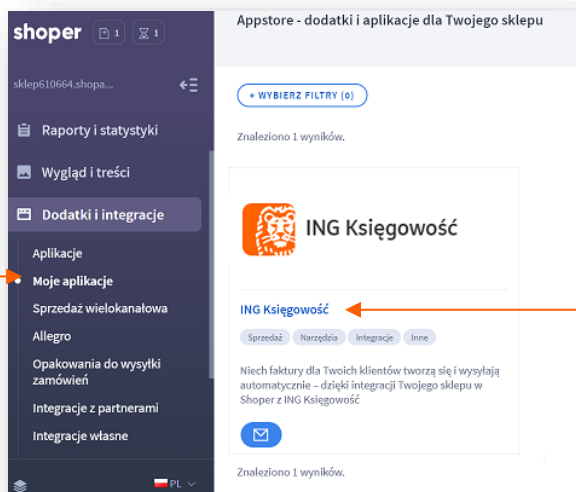 shoper 1 1
sklep610664.shopa...
Raporty i statystyki
Wygląd i treści
Dodatki i integracje
Aplikacje
Moje aplikacje
Sprzedaż wielokanałowa
Allegro
Opakowania do wysyłki
zamówień
Integracje z partnerami
Integracje własne
PL
Appstore - dodatki i aplikacje dla Twojego sklepu
+ WYBIERZ FILTRY (0)
Znaleziono 1 wyników.
ING Księgowość
ING Księgowość
Sprzedaż Narzędzia Integracje Inne
Niech faktury dla Twoich klientów tworzą się i wysyłają
automatycznie – dzięki integracji Twojego sklepu w
Shoper z ING Księgowość
Znaleziono 1 wyników.